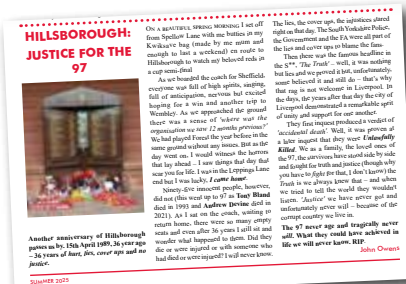 HILLSBOROUGH:
JUSTICE FOR THE
97
Another anniversary of Hillsborough
passes us by. 15th April 1989, 36 year ago
– 36 years of hurt, lies, cover ups and no
justice.
SUMMER 2025
ON A BEAUTIFUL SPRING MORNING I set off
from Spellow Lane with me butties in my
Kwiksave bag (made by me mum and
enough to last a weekend) en route to
Hillsborough to watch my beloved reds in
a cup semi-final
As we boarded the coach for Sheffield,
everyone was full of high spirits, singing,
full of anticipation, nervous but excited
hoping for a win and another trip to
Wembley. As we approached the ground
there was a sense of 'where was the
organisation we saw 12 months previous?'
We had played Forest the year before in the
same ground without any issues. But as the
day went on, I would witness the horrors
that lay ahead – I saw things that day that
scar you for life. I was in the Leppings Lane
end but I was lucky, I came home.
Ninety-five innocent people, however,
did not (this went up to 96 as Tony Bland
died in 1993 and Andrew Devine died in
2021). As I sat on the coach, waiting to
return home, there were so many empty
seats and even after 36 years I still sit and
wonder what happened to them. Did they
die or were injured or with someone who
had died or were injured? I will never know.
The lies, the cover ups, the injustices stared
right on that day. The South Yorkshire Police,
the Government and the FA were all part of
the lies and cover ups to blame the fans.
Then there was the famous headline in
the S**, 'The Truth' – well, it was nothing
but lies and we proved it but, unfortunately,
some believed it and still do – that's why
that rag is not welcome in Liverpool. In
the days, the years after that day the city of
Liverpool demonstrated a remarkable spirit
of unity and support for one another.
They first inquest produced a verdict of
'accidental death'. Well, it was proven at
a later inquest that they were Unlawfully
Killed. We as a family, the loved ones of
the 97, the survivors have stood side by side
and fought for truth and justice (though why
you have to fight for that, I don't know) the
Truth is we always knew that – and when
we tried to tell the world they wouldn't
listen. 'Justice' we have never got and
unfortunately never will – because of the
corrupt country we live in.
The 97 never age and tragically never
will. What they could have achieved in
life we will never know. RIP.
John Owens